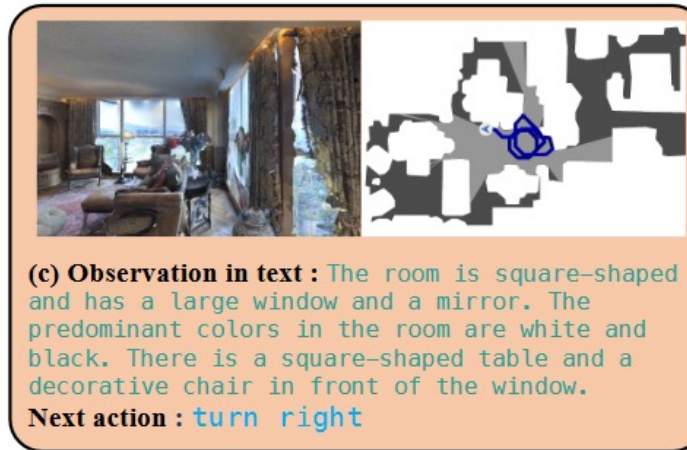 (c) Observation in text : The room is square-shaped
and has a large window and a mirror. The
predominant colors in the room are white and
black. There is a square-shaped table and a
decorative chair in front of the window.
Next action : turn right